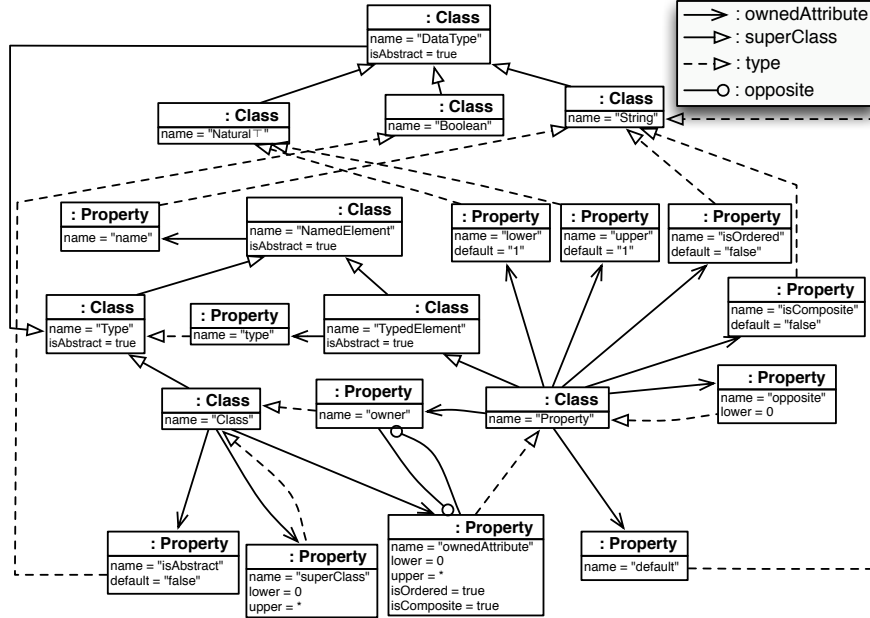 : Class
name = "DataType"
isAbstract = true
: ownedAttribute
: superClass
: type
: opposite
: Class
name = "Natural⊤"
: Class
name = "Boolean"
: Class
name = "String"
: Property
name = "name"
: Class
name = "NamedElement"
isAbstract = true
: Property
name = "lower"
default = "1"
: Property
name = "upper"
default = "1"
: Property
name = "isOrdered"
default = "false"
: Property
name = "isComposite"
default = "false"
: Class
name = "Type"
isAbstract = true
: Property
name = "type"
: Class
name = "TypedElement"
isAbstract = true
: Class
name = "Class"
: Property
name = "owner"
: Class
name = "Property"
: Property
name = "opposite"
lower = 0
: Property
name = "isAbstract"
default = "false"
: Property
name = "superClass"
lower = 0
upper = *
: Property
name = "ownedAttribute"
lower = 0
upper = *
isOrdered = true
isComposite = true
: Property
name = "default"